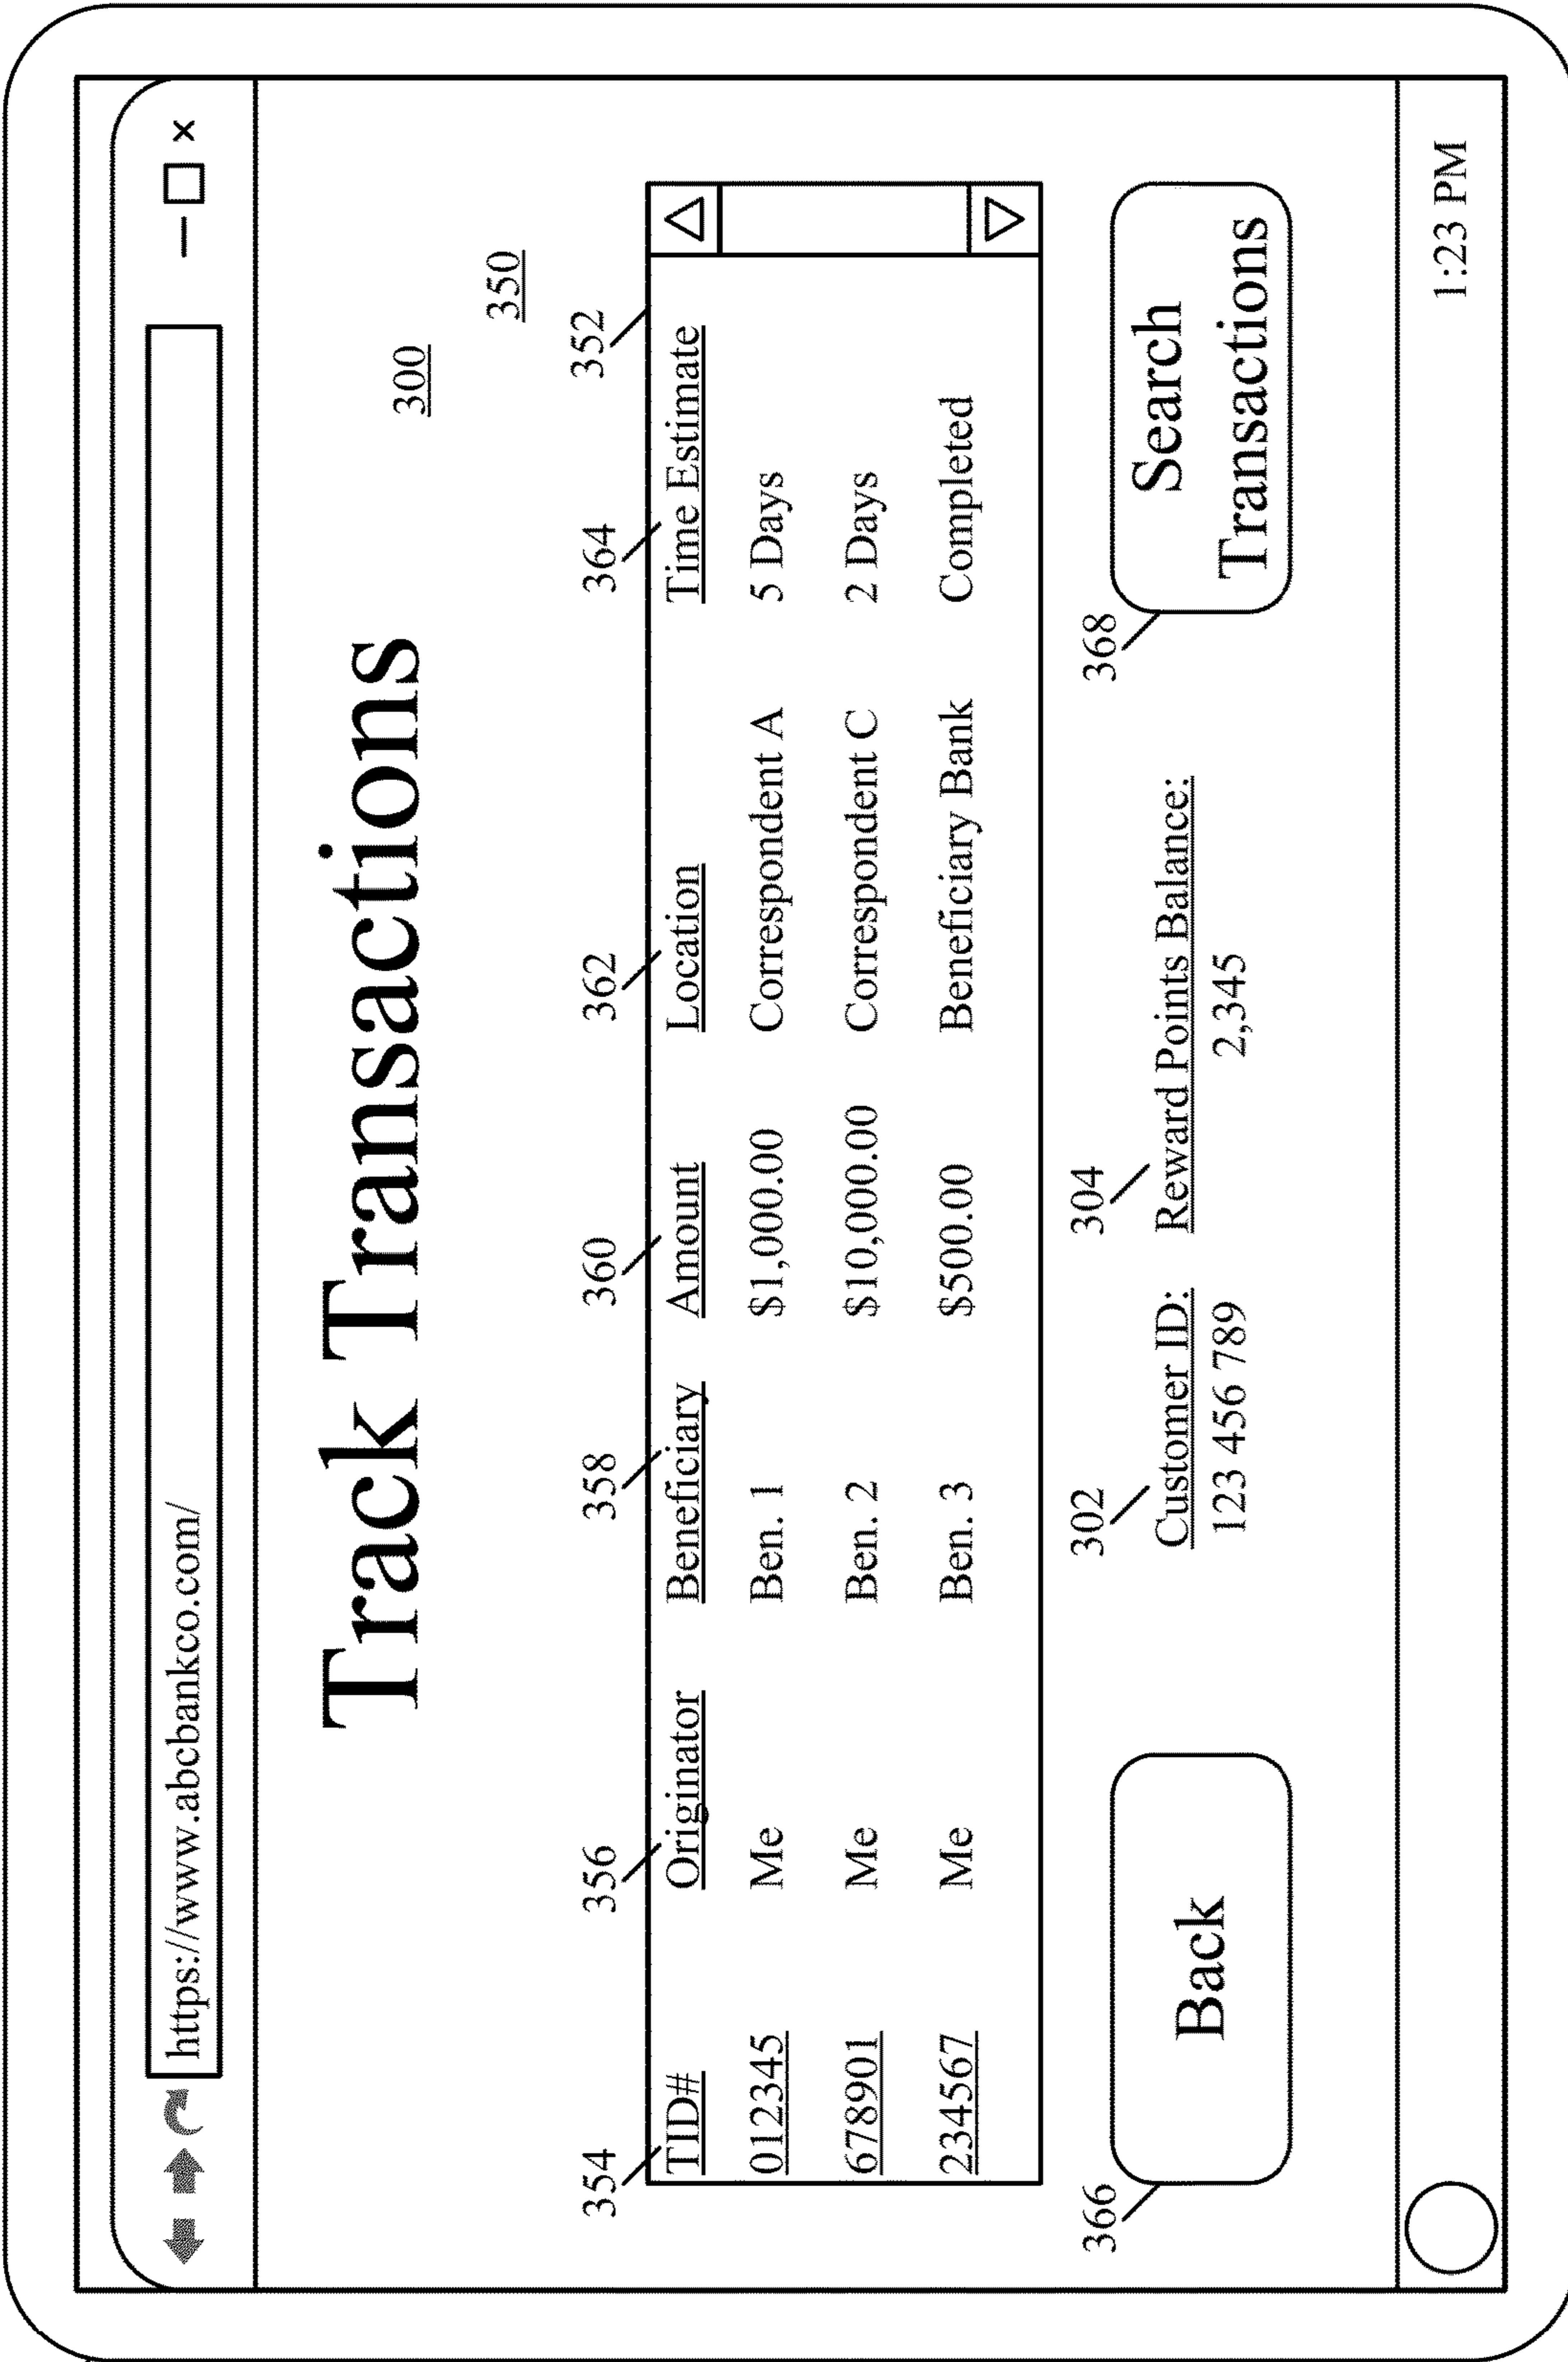 https://www.abcbankco.com/
Track Transactions
300
350
354 356 358 360 362 364 352
TID# Originator Beneficiary Amount Location Time Estimate
012345 Me Ben. 1 $1,000.00 Correspondent A 5 Days
678901 Me Ben. 2 $10,000.00 Correspondent C 2 Days
234567 Me Ben. 3 $500.00 Beneficiary Bank Completed
366 302 304 368
Back
Customer ID:
123 456 789
Reward Points Balance:
2,345
Search
Transactions
1:23 PM